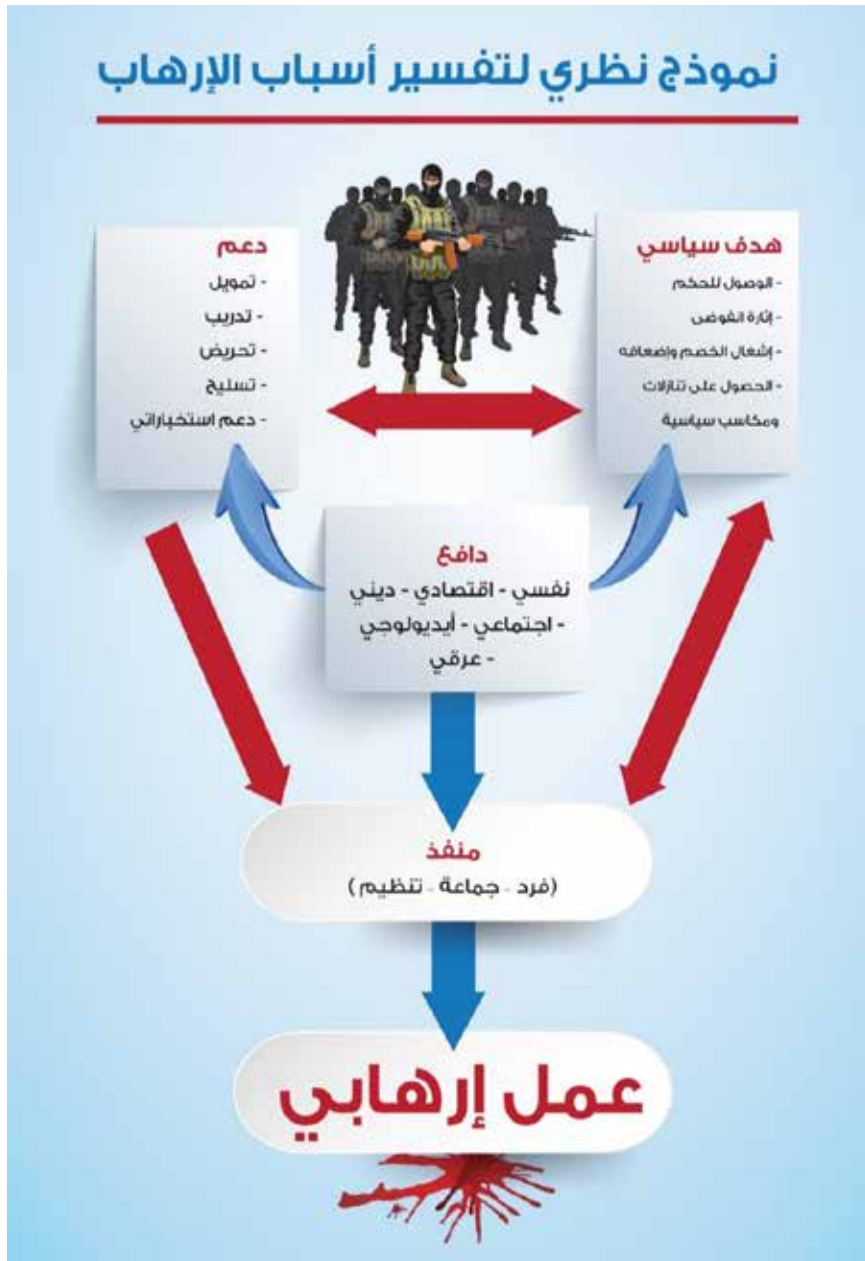 نموذج نظري لتفسير أسباب الإرهاب
هدف سياسي
- الوصول للحكم
- إثارة الفوضى
- إشغال الخصم وإضعافه
- الحصول على تنازلات
ومكاسب سياسية
دعم
- تمويل
- تدريب
- تحريض
- تسليح
- دعم استخباراتي
دافع
نفسي - اقتصادي - ديني
- اجتماعي - أيديولوجي
- عرقي
منفذ
(فرد - جماعة - تنظيم)
عمل إرهابي